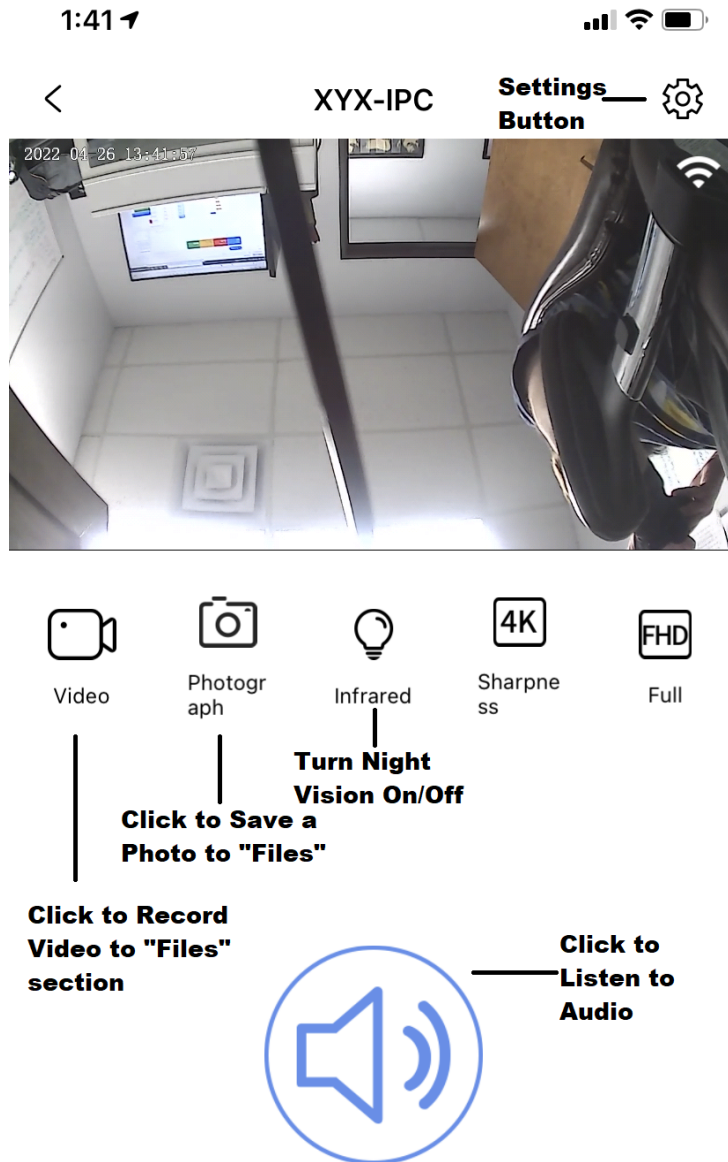 1:41
XYX-IPC
Settings
Button
2022-04-26 13:41:57
Video
Photogr
aph
Infrared
4K
Sharpne
ss
FHD
Full
Turn Night
Vision On/Off
Click to Save a
Photo to "Files"
Click to Record
Video to "Files"
section
Click to
Listen to
Audio